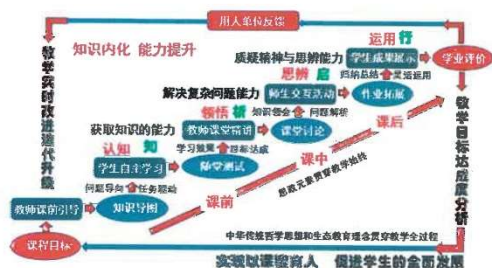 用人单位反馈
知识内化 能力提升
运用 行
质疑精神与思辨能力
学生成果展示
学业评价
思辨 启
归纳总结
灵活运用
解决复杂问题能力
师生交互活动
作业拓展
领悟 析
知识领会
问题解析
获取知识的能力
教师课堂精讲
课堂讨论
认知 知
学习效果
目标达成
学生自主学习
随堂测试
问题导向
任务驱动
教师课前引导
知识导图
课程目标
课前
课中
课后
思政元素贯穿教学始终
教学实时改进迭代升级
教学目标达成度分析
中华传统哲学思想和生态教育理念贯穿教学全过程
实现以课程育人 促进学生的全面发展